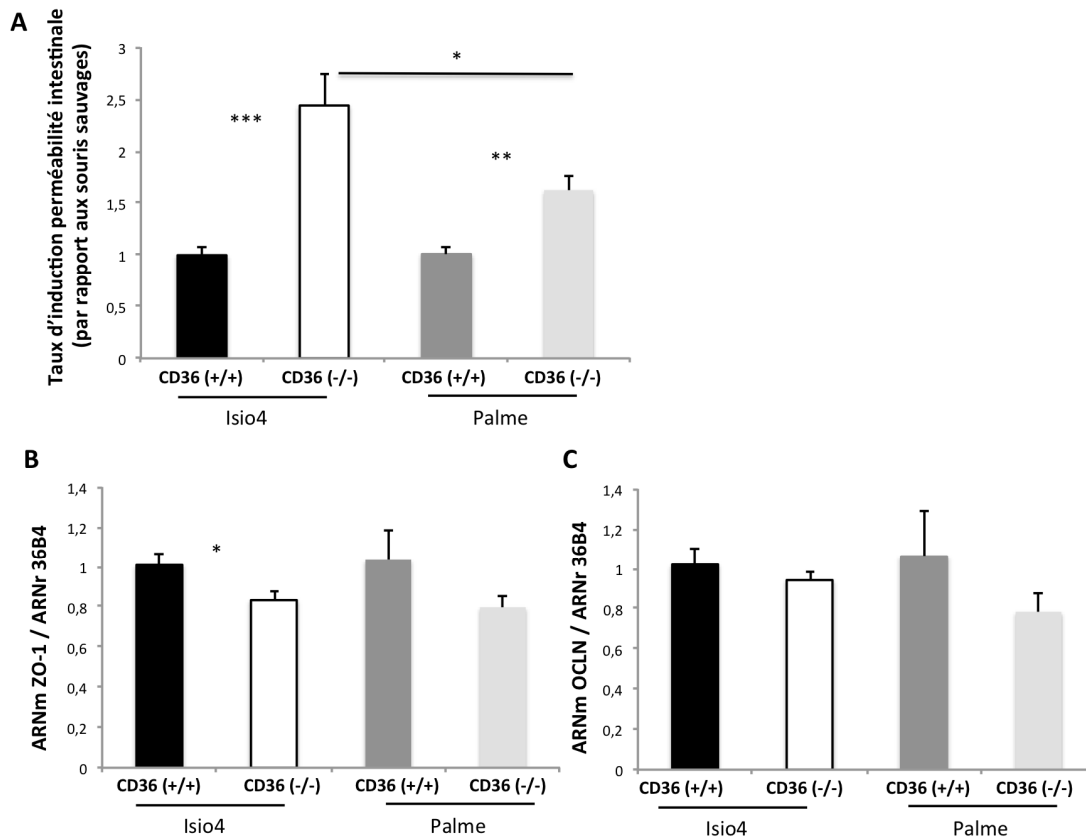 A
Taux d'induction perméabilité intestinale
(par rapport aux souris sauvages)
3
2,5
2
1,5
1
0,5
0
***
*
**
CD36 (+/+) CD36 (-/-) CD36 (+/+) CD36 (-/-)
Isio4 Palme
B
ARNm ZO-1 / ARNr 36B4
1,4
1,2
1
0,8
0,6
0,4
0,2
0
*
CD36 (+/+) CD36 (-/-) CD36 (+/+) CD36 (-/-)
Isio4 Palme
C
ARNm OCLN / ARNr 36B4
1,4
1,2
1
0,8
0,6
0,4
0,2
0
CD36 (+/+) CD36 (-/-) CD36 (+/+) CD36 (-/-)
Isio4 Palme